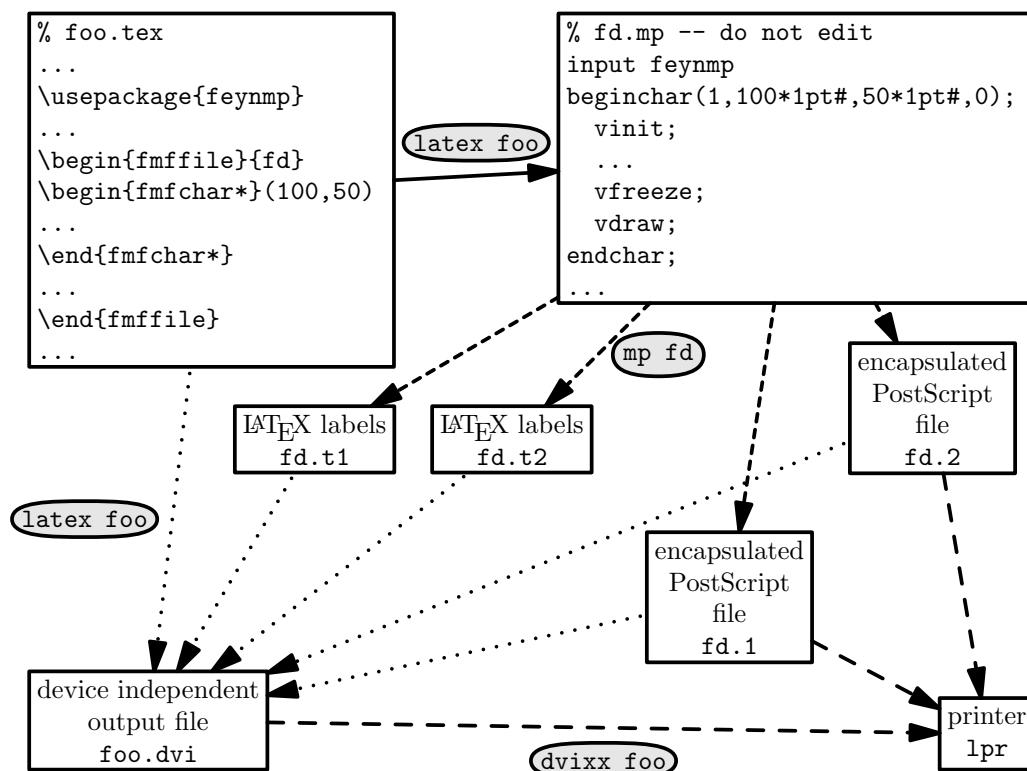 % foo.tex
...
\usepackage{feynmp}
...
\begin{fmffile}{fd}
\begin{fmfchar*}(100,50)
...
\end{fmfchar*}
...
\end{fmffile}
...
latex foo
% fd.mp -- do not edit
input feynmp
beginchar(1,100*1pt#,50*1pt#,0);
  vinit;
  ...
  vfreeze;
  vdraw;
endchar;
...
mp fd
LATEX labels
fd.t1
LATEX labels
fd.t2
encapsulated
PostScript
file
fd.2
latex foo
encapsulated
PostScript
file
fd.1
device independent
output file
foo.dvi
dvixx foo
printer
lpr